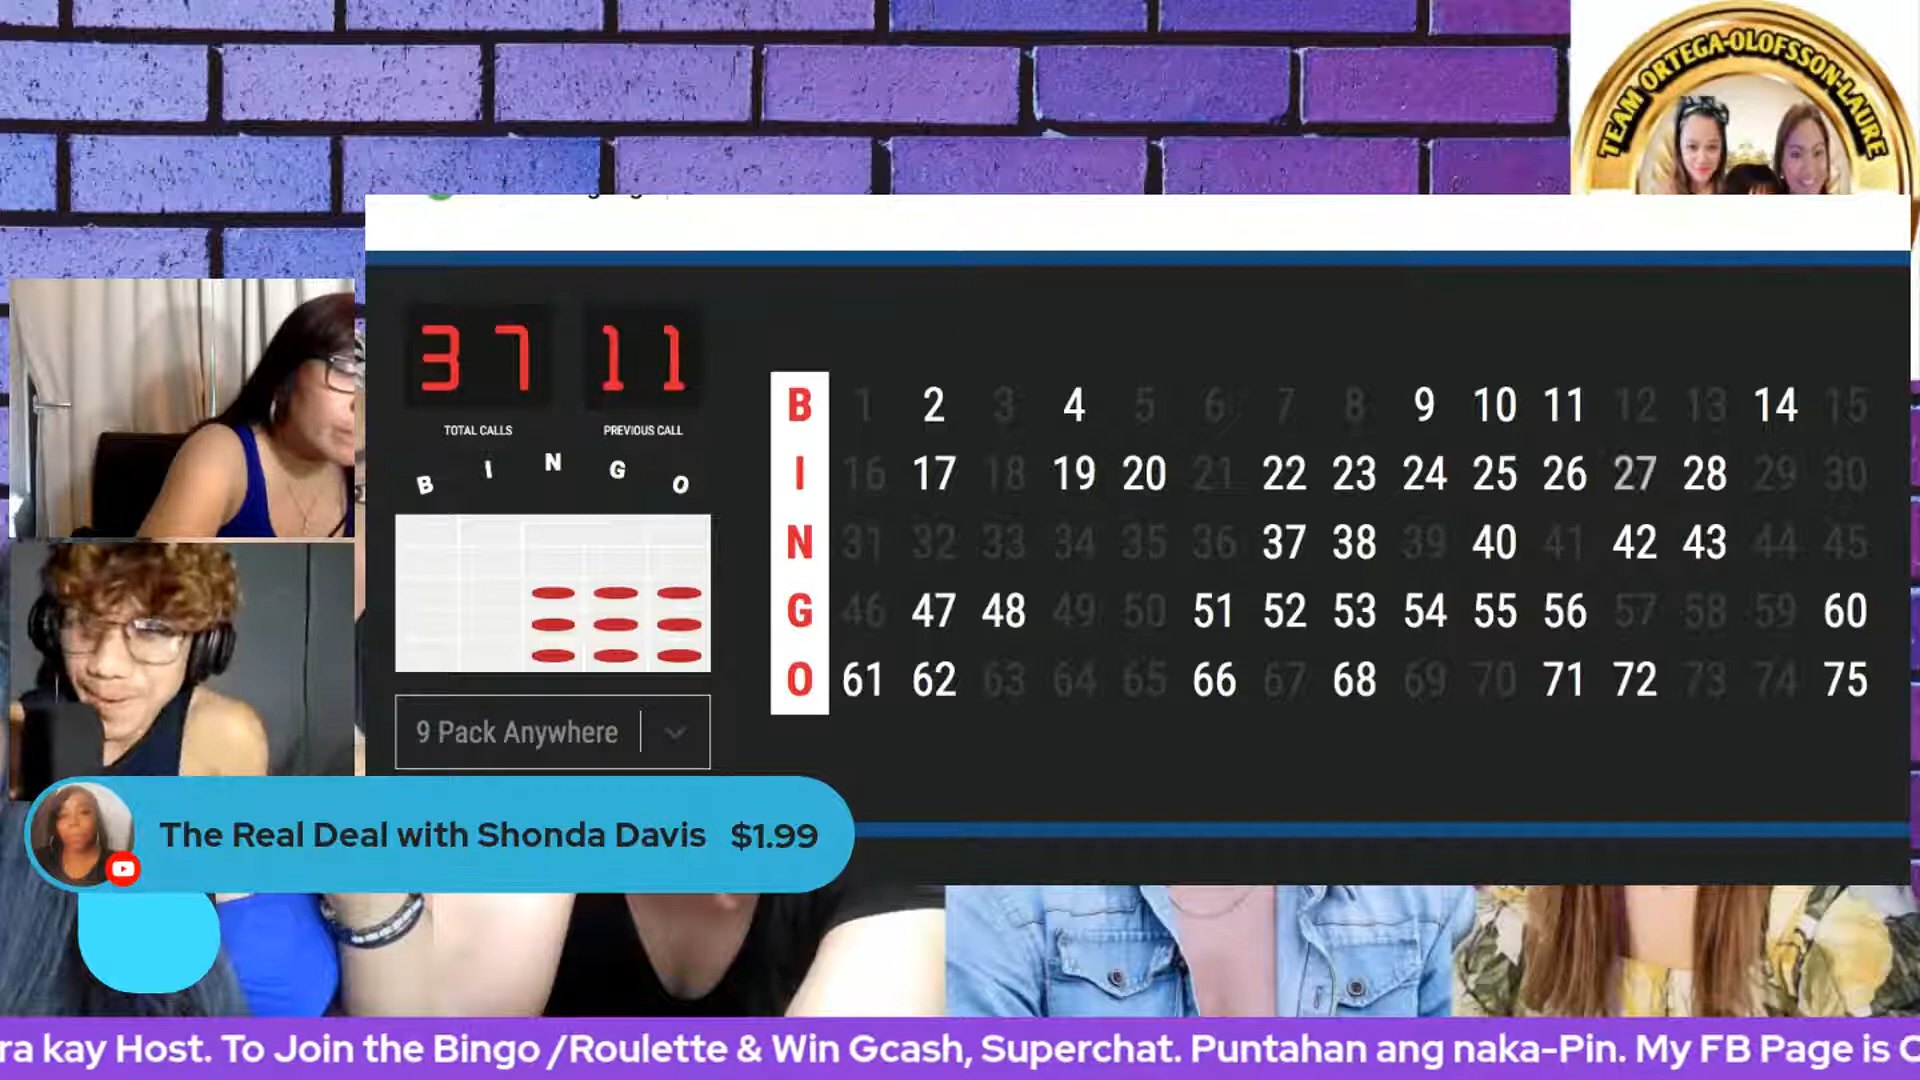 TEAM ORTEGA-OLOFSSON-LAURE
37 11
TOTAL CALLS PREVIOUS CALL
B I N G O
B 1 2 3 4 5 6 7 8 9 10 11 12 13 14 15
I 16 17 18 19 20 21 22 23 24 25 26 27 28 29 30
N 31 32 33 34 35 36 37 38 39 40 41 42 43 44 45
G 46 47 48 49 50 51 52 53 54 55 56 57 58 59 60
O 61 62 63 64 65 66 67 68 69 70 71 72 73 74 75
9 Pack Anywhere
The Real Deal with Shonda Davis $1.99
ra kay Host. To Join the Bingo /Roulette & Win Gcash, Superchat. Puntahan ang naka-Pin. My FB Page is